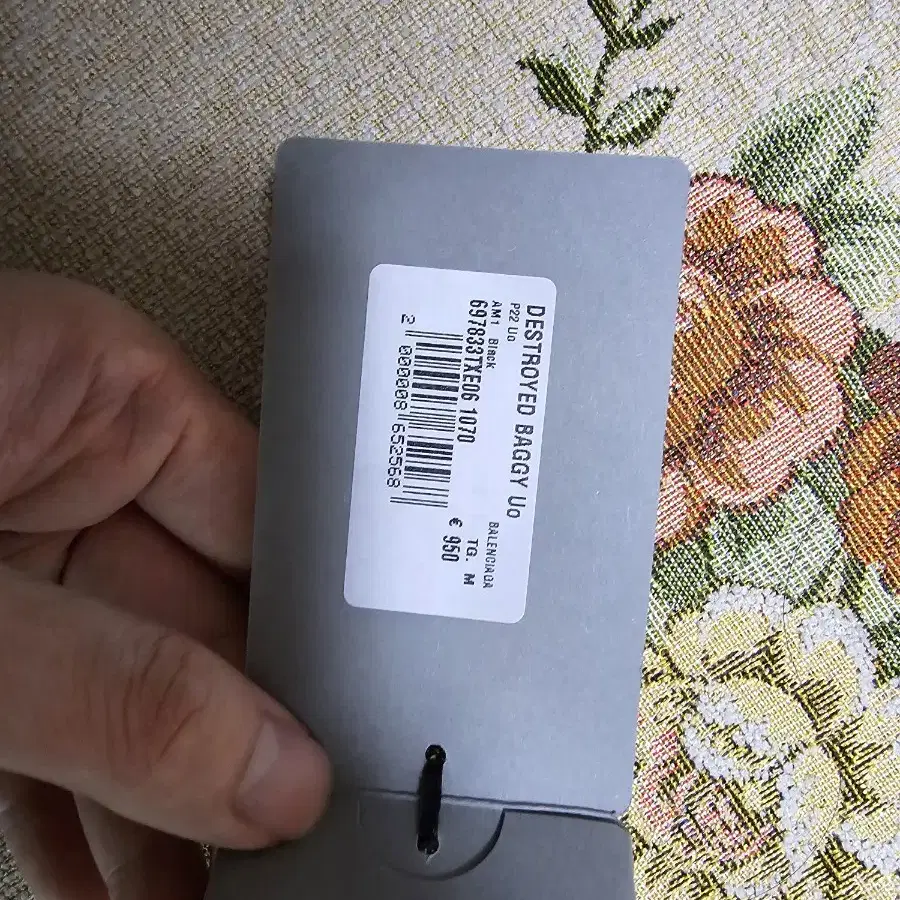 DESTROYED BAGGY Uo
P22 Uo
BALENCIAGA
AM1 Black
TG. M
697833TXE06 1070
€ 950
2 000008 652568